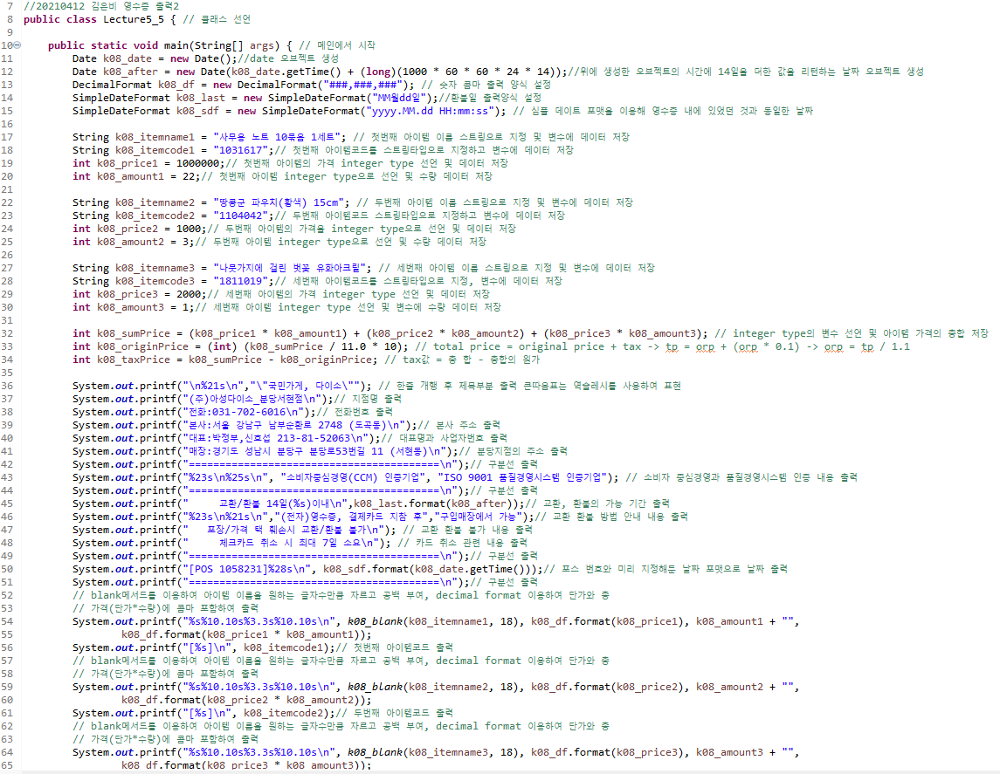 7 //20210412 김은비 영수증 출력2
8 public class Lecture5_5 { // 클래스 선언
9
10 public static void main(String[] args) { // 메인에서 시작
11 Date k08_date = new Date();//date 오브젝트 생성
12 Date k08_after = new Date(k08_date.getTime() + (long)(1000 * 60 * 60 * 24 * 14));//위에 생성한 오브젝트의 시간에 14일을 더한 값을 리턴하는 날짜 오브젝트 생성
13 DecimalFormat k08_df = new DecimalFormat("###,###,###"); // 숫자 콤마 출력 양식 설정
14 SimpleDateFormat k08_last = new SimpleDateFormat("MM월dd일");//환불일 출력양식 설정
15 SimpleDateFormat k08_sdf = new SimpleDateFormat("yyyy.MM.dd HH:mm:ss"); // 심플 데이트 포맷을 이용해 영수증 내에 있었던 것과 동일한 날짜
16
17 String k08_itemname1 = "사무용 노트 10묶음 1세트"; // 첫번째 아이템 이름 스트링으로 지정 및 변수에 데이터 저장
18 String k08_itemcode1 = "1031617";// 첫번째 아이템코드를 스트링타입으로 지정하고 변수에 데이터 저장
19 int k08_price1 = 1000000;// 첫번째 아이템의 가격 integer type 선언 및 데이터 저장
20 int k08_amount1 = 22;// 첫번째 아이템 integer type으로 선언 및 수량 데이터 저장
21
22 String k08_itemname2 = "땅콩군 파우치(황색) 15cm"; // 두번째 아이템 이름 스트링으로 지정 및 변수에 데이터 저장
23 String k08_itemcode2 = "1104042";// 두번째 아이템코드 스트링타입으로 지정하고 변수에 데이터 저장
24 int k08_price2 = 1000;// 두번째 아이템의 가격을 integer type으로 선언 및 데이터 저장
25 int k08_amount2 = 3;// 두번째 아이템 integer type으로 선언 및 수량 데이터 저장
26
27 String k08_itemname3 = "나뭇가지에 걸린 벚꽃 유화아크릴"; // 세번째 아이템 이름 스트링으로 지정 및 변수에 데이터 저장
28 String k08_itemcode3 = "1811019";// 세번째 아이템코드를 스트링타입으로 지정, 변수에 데이터 저장
29 int k08_price3 = 2000;// 세번째 아이템의 가격 integer type 선언 및 데이터 저장
30 int k08_amount3 = 1;// 세번째 아이템 integer type 선언 및 변수에 수량 데이터 저장
31
32 int k08_sumPrice = (k08_price1 * k08_amount1) + (k08_price2 * k08_amount2) + (k08_price3 * k08_amount3); // integer type의 변수 선언 및 아이템 가격의 총합 저장
33 int k08_originPrice = (int) (k08_sumPrice / 11.0 * 10); // total price = original price + tax -> tp = orp + (orp * 0.1) -> orp = tp / 1.1
34 int k08_taxPrice = k08_sumPrice - k08_originPrice; // tax값 = 총 합 - 총합의 원가
35
36 System.out.printf("\n%21s\n","\"국민가게, 다이소\""); // 한줄 개행 후 제목부분 출력 큰따옴표는 역슬레시를 사용하여 표현
37 System.out.printf("(주)아성다이소_분당서현점\n");// 지점명 출력
38 System.out.printf("전화:031-702-6016\n");// 전화번호 출력
39 System.out.printf("본사:서울 강남구 남부순환로 2748 (도곡동)\n");// 본사 주소 출력
40 System.out.printf("대표:박정부,신호섭 213-81-52063\n");// 대표명과 사업자번호 출력
41 System.out.printf("매장:경기도 성남시 분당구 분당로53번길 11 (서현동)\n");// 분당지점의 주소 출력
42 System.out.printf("=========================================\n");// 구분선 출력
43 System.out.printf("%23s\n%25s\n", "소비자중심경영(CCM) 인증기업", "ISO 9001 품질경영시스템 인증기업"); // 소비자 중심경영과 품질경영시스템 인증 내용 출력
44 System.out.printf("=========================================\n");// 구분선 출력
45 System.out.printf("     교환/환불 14일(%s)이내\n",k08_last.format(k08_after));// 교환, 환불의 가능 기간 출력
46 System.out.printf("%23s\n%21s\n","(전자)영수증, 결제카드 지참 후","구입매장에서 가능");// 교환 환불 방법 안내 내용 출력
47 System.out.printf("   포장/가격 택 훼손시 교환/환불 불가\n"); // 교환 환불 불가 내용 출력
48 System.out.printf("     체크카드 취소 시 최대 7일 소요\n"); // 카드 취소 관련 내용 출력
49 System.out.printf("=========================================\n");// 구분선 출력
50 System.out.printf("[POS 1058231]%28s\n", k08_sdf.format(k08_date.getTime()));// 포스 번호와 미리 지정해둔 날짜 포맷으로 날짜 출력
51 System.out.printf("=========================================\n");// 구분선 출력
52 // blank메서드를 이용하여 아이템 이름을 원하는 글자수만큼 자르고 공백 부여, decimal format 이용하여 단가와 총
53 // 가격(단가*수량)에 콤마 포함하여 출력
54 System.out.printf("%s%10.10s%3.3s%10.10s\n", k08_blank(k08_itemname1, 18), k08_df.format(k08_price1), k08_amount1 + "",
55 k08_df.format(k08_price1 * k08_amount1));
56 System.out.printf("[%s]\n", k08_itemcode1);// 첫번째 아이템코드 출력
57 // blank메서드를 이용하여 아이템 이름을 원하는 글자수만큼 자르고 공백 부여, decimal format 이용하여 단가와 총
58 // 가격(단가*수량)에 콤마 포함하여 출력
59 System.out.printf("%s%10.10s%3.3s%10.10s\n", k08_blank(k08_itemname2, 18), k08_df.format(k08_price2), k08_amount2 + "",
60 k08_df.format(k08_price2 * k08_amount2));
61 System.out.printf("[%s]\n", k08_itemcode2);// 두번째 아이템코드 출력
62 // blank메서드를 이용하여 아이템 이름을 원하는 글자수만큼 자르고 공백 부여, decimal format 이용하여 단가와 총
63 // 가격(단가*수량)에 콤마 포함하여 출력
64 System.out.printf("%s%10.10s%3.3s%10.10s\n", k08_blank(k08_itemname3, 18), k08_df.format(k08_price3), k08_amount3 + "",
65 k08_df.format(k08_price3 * k08_amount3));